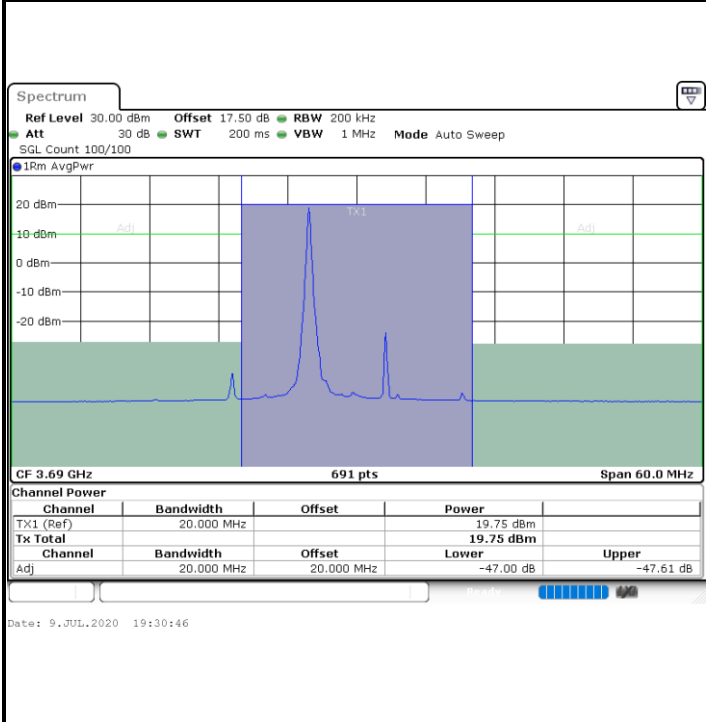 Spectrum
Ref Level 30.00 dBm Offset 17.50 dB RBW 200 kHz
Att 30 dB SWT 200 ms VBW 1 MHz Mode Auto Sweep
SGL Count 100/100
1Rm AvgPwr
TX1
20 dBm
Adj Adj
10 dBm
0 dBm
-10 dBm
-20 dBm
CF 3.69 GHz 691 pts Span 60.0 MHz
Channel Power
Channel Bandwidth Offset Power
TX1 (Ref) 20.000 MHz 19.75 dBm
Tx Total 19.75 dBm
Channel Bandwidth Offset Lower Upper
Adj 20.000 MHz 20.000 MHz -47.00 dB -47.61 dB
Ready
Date: 9.JUL.2020 19:30:46